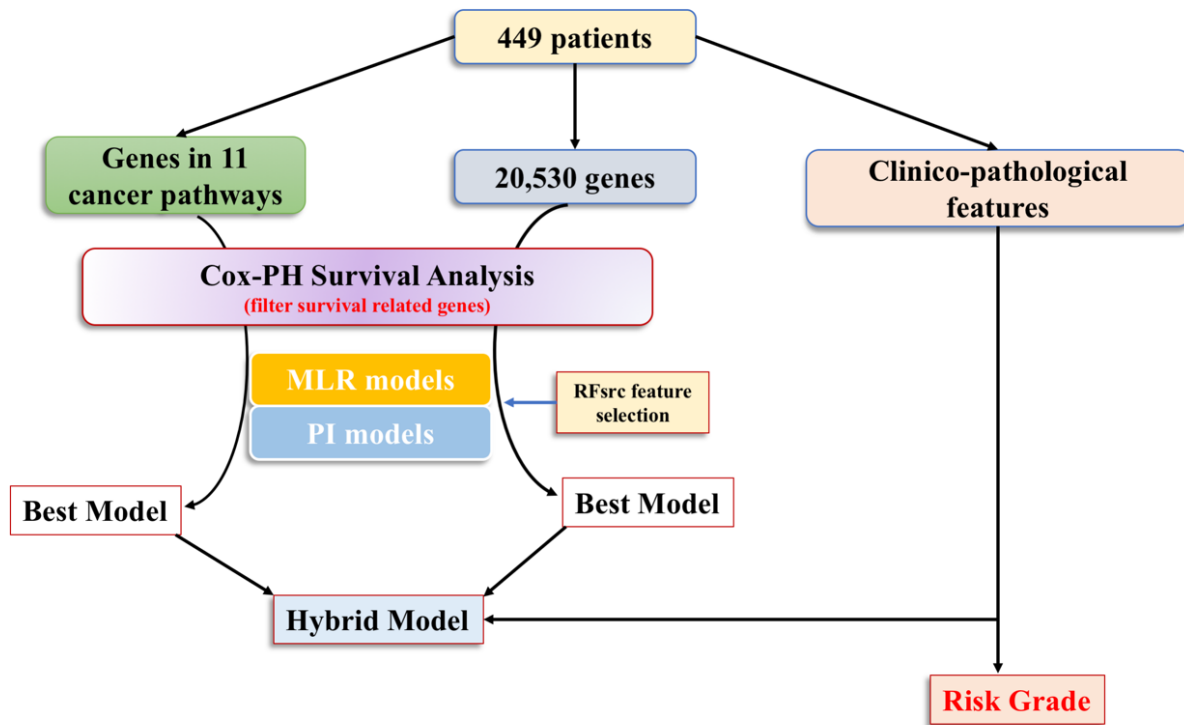 449 patients
Genes in 11
cancer pathways
20,530 genes
Clinico-pathological
features
Cox-PH Survival Analysis
(filter survival related genes)
MLR models
PI models
RFsrc feature
selection
Best Model
Best Model
Hybrid Model
Risk Grade